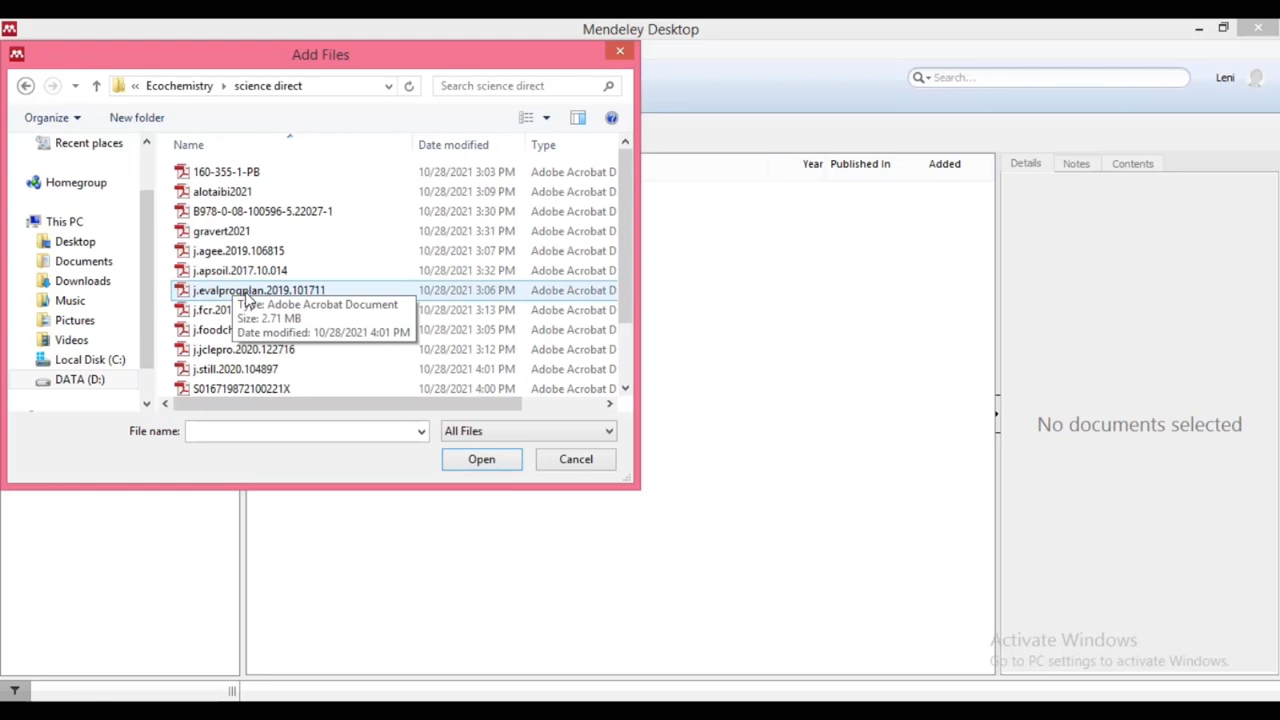 Mendeley Desktop
Add Files
« Ecochemistry science direct
Search science direct
Search...
Leni
Organize
New folder
Name
Date modified
Type
Year
Published In
Added
Details
Notes
Contents
Recent places
Homegroup
This PC
Desktop
Documents
Downloads
Music
Pictures
Videos
Local Disk (C:)
DATA (D:)
160-355-1-PB 10/28/2021 3:03 PM Adobe Acrobat D
alotaibi2021 10/28/2021 3:09 PM Adobe Acrobat D
B978-0-08-100596-5.22027-1 10/28/2021 3:30 PM Adobe Acrobat D
gravert2021 10/28/2021 3:31 PM Adobe Acrobat D
j.agee.2019.106815 10/28/2021 3:07 PM Adobe Acrobat D
j.apsoil.2017.10.014 10/28/2021 3:32 PM Adobe Acrobat D
j.evalprogplan.2019.101711 10/28/2021 3:06 PM Adobe Acrobat D
j.fcr.201 10/28/2021 3:13 PM Adobe Acrobat D
j.foodch 10/28/2021 3:05 PM Adobe Acrobat D
j.jclepro.2020.122716 10/28/2021 3:12 PM Adobe Acrobat D
j.still.2020.104897 10/28/2021 4:01 PM Adobe Acrobat D
S016719872100221X 10/28/2021 4:00 PM Adobe Acrobat D
Type: Adobe Acrobat Document
Size: 2.71 MB
Date modified: 10/28/2021 4:01 PM
File name:
All Files
Open
Cancel
No documents selected
Activate Windows
Go to PC settings to activate Windows.